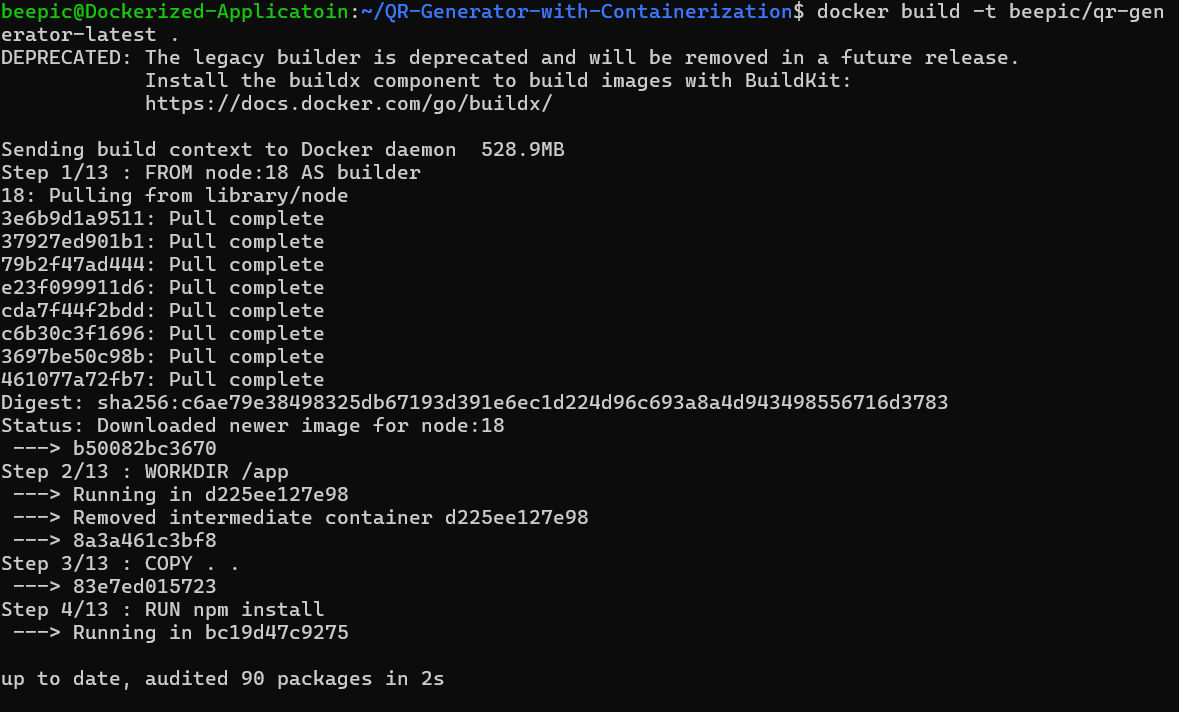 beepic@Dockerized-Applicatoin:~/QR-Generator-with-Containerization$ docker build -t beepic/qr-gen
erator-latest .
DEPRECATED: The legacy builder is deprecated and will be removed in a future release.
            Install the buildx component to build images with BuildKit:
            https://docs.docker.com/go/buildx/

Sending build context to Docker daemon  528.9MB
Step 1/13 : FROM node:18 AS builder
18: Pulling from library/node
3e6b9d1a9511: Pull complete
37927ed901b1: Pull complete
79b2f47ad444: Pull complete
e23f099911d6: Pull complete
cda7f44f2bdd: Pull complete
c6b30c3f1696: Pull complete
3697be50c98b: Pull complete
461077a72fb7: Pull complete
Digest: sha256:c6ae79e38498325db67193d391e6ec1d224d96c693a8a4d943498556716d3783
Status: Downloaded newer image for node:18
 ---> b50082bc3670
Step 2/13 : WORKDIR /app
 ---> Running in d225ee127e98
 ---> Removed intermediate container d225ee127e98
 ---> 8a3a461c3bf8
Step 3/13 : COPY . .
 ---> 83e7ed015723
Step 4/13 : RUN npm install
 ---> Running in bc19d47c9275

up to date, audited 90 packages in 2s